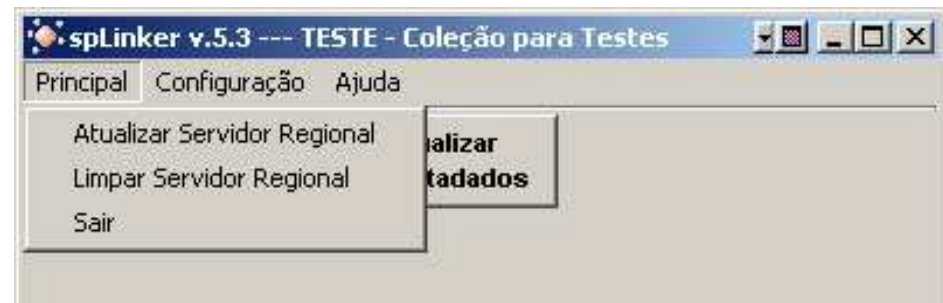 spLinker v.5.3 --- TESTE - Coleção para Testes
Principal Configuração Ajuda
Atualizar Servidor Regional
Limpar Servidor Regional
Sair
alizar
tadados